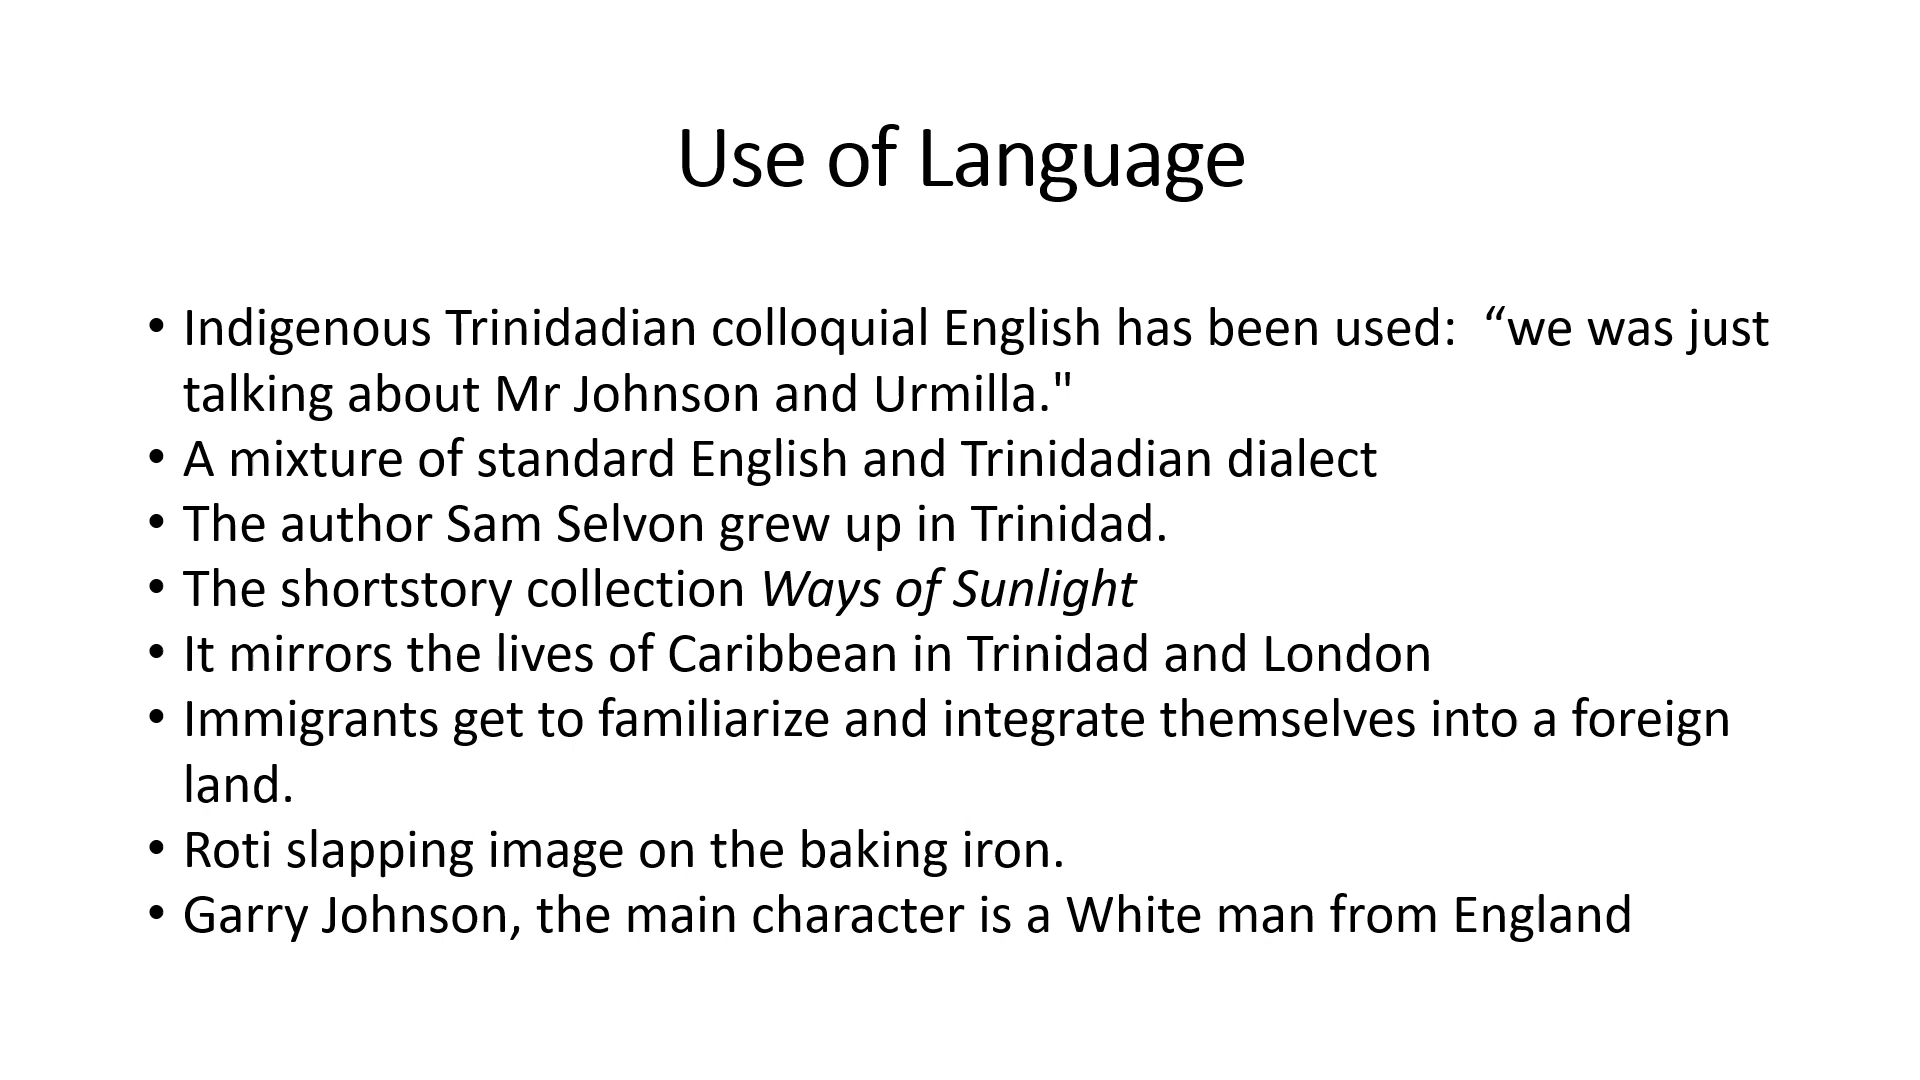 Use of Language
• Indigenous Trinidadian colloquial English has been used:  “we was just
talking about Mr Johnson and Urmilla."
• A mixture of standard English and Trinidadian dialect
• The author Sam Selvon grew up in Trinidad.
• The shortstory collection Ways of Sunlight
• It mirrors the lives of Caribbean in Trinidad and London
• Immigrants get to familiarize and integrate themselves into a foreign
land.
• Roti slapping image on the baking iron.
• Garry Johnson, the main character is a White man from England